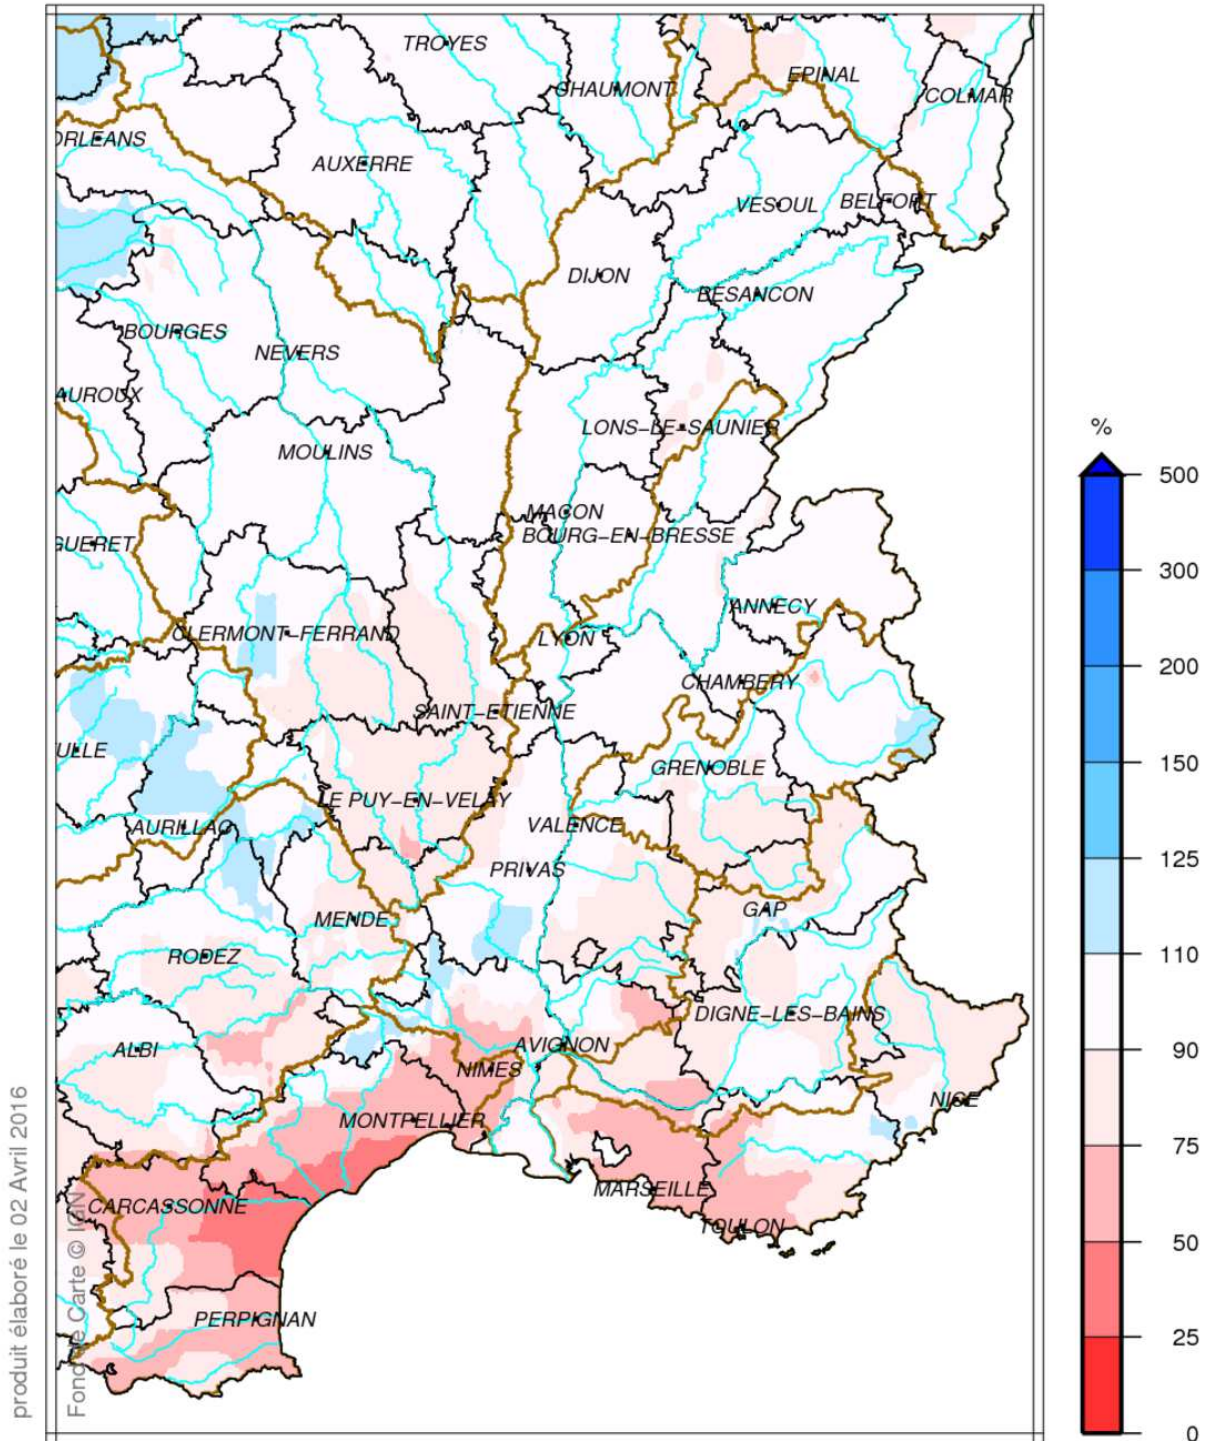 TROYES
CHAUMONT
EPINAL
COLMAR
ORLEANS
AUXERRE
VESOUL
BELFORT
DIJON
BESANCON
BOURGES
NEVERS
AUROUX
LONS-LE-SAUNIER
MOULINS
MACON
BOURG-EN-BRESSE
GUERET
ANNECY
CLERMONT-FERRAND
LYON
CHAMBERY
SAINT-ETIENNE
ULLE
GRENOBLE
LE PUY-EN-VELAY
AURILLAC
VALENCE
PRIVAS
GAP
MENDE
RODEZ
DIGNE-LES-BAINS
AVIGNON
ALBI
NIMES
NICE
MONTPELLIER
MARSEILLE
CARCASSONNE
TOULON
PERPIGNAN
%
500
300
200
150
125
110
90
75
50
25
0
produit élaboré le 02 Avril 2016
Fond de Carte © IGN